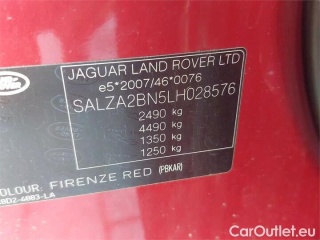 JAGUAR LAND ROVER LTD
e5*2007/46*0076
SALZA2BN5LH028576
2490 kg
4490 kg
1350 kg
1250 kg
COLOUR: FIRENZE RED (PBKAR)
CarOutlet.eu